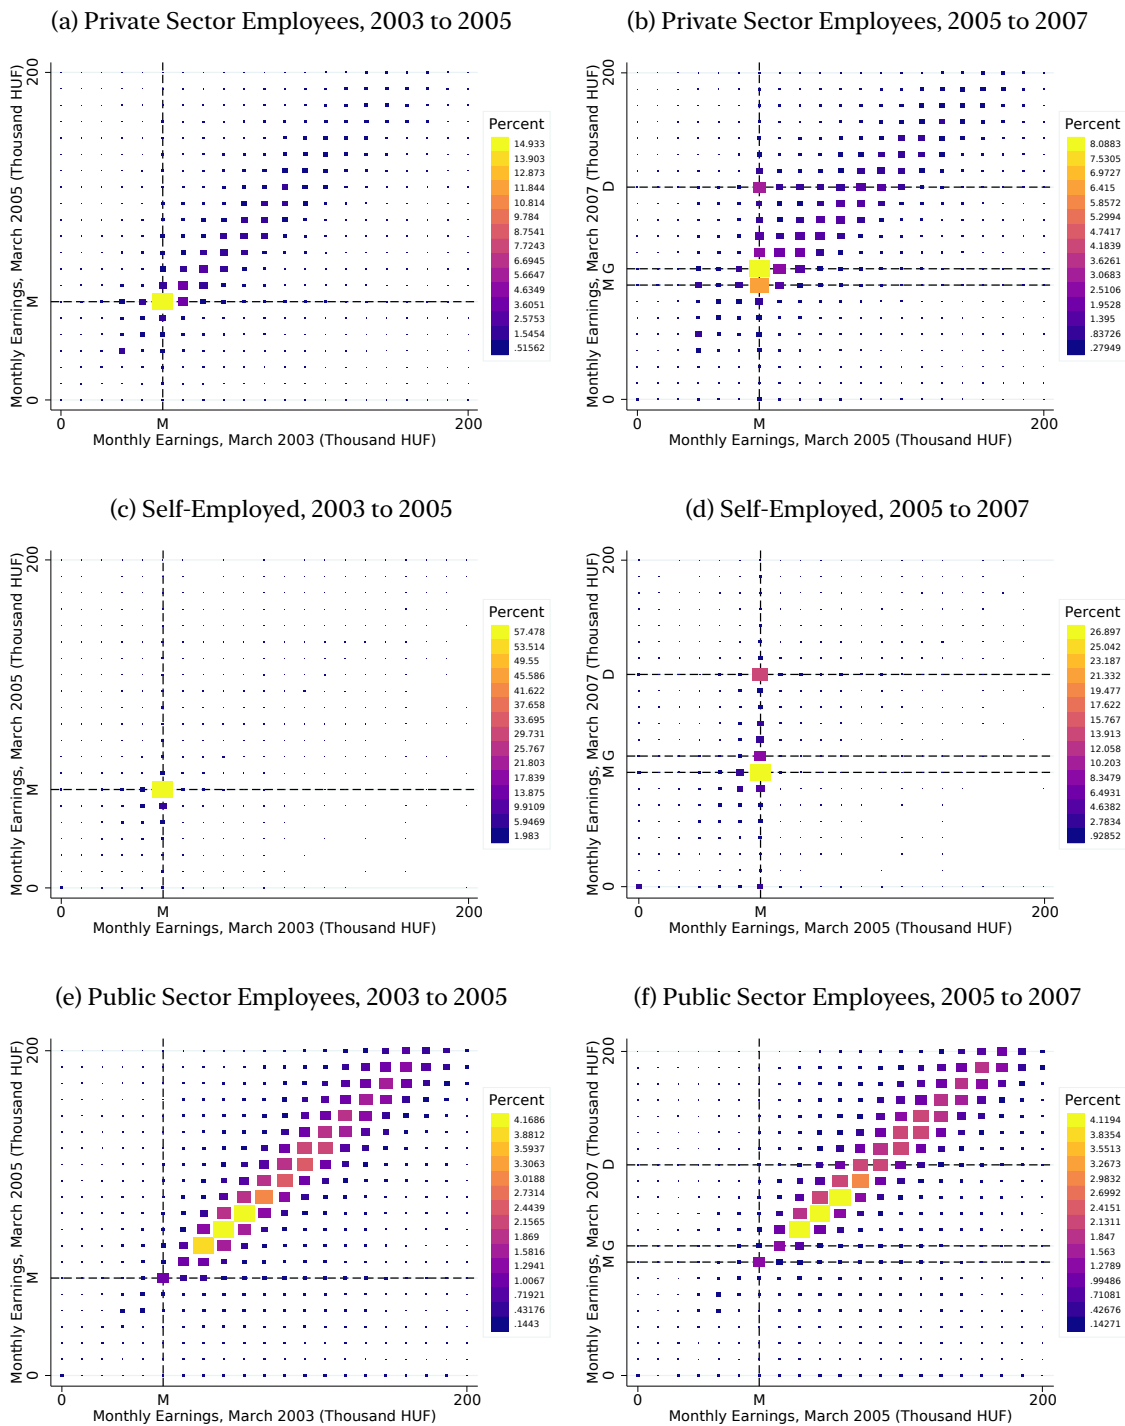 (a) Private Sector Employees, 2003 to 2005
Monthly Earnings, March 2005 (Thousand HUF)
200
M
0
0 M 200
Monthly Earnings, March 2003 (Thousand HUF)
Percent
14.933
13.903
12.873
11.844
10.814
9.784
8.7541
7.7243
6.6945
5.6647
4.6349
3.6051
2.5753
1.5454
.51562
(b) Private Sector Employees, 2005 to 2007
Monthly Earnings, March 2007 (Thousand HUF)
200
D
G
M
0
0 M 200
Monthly Earnings, March 2005 (Thousand HUF)
Percent
8.0883
7.5305
6.9727
6.415
5.8572
5.2994
4.7417
4.1839
3.6261
3.0683
2.5106
1.9528
1.395
.83726
.27949
(c) Self-Employed, 2003 to 2005
Monthly Earnings, March 2005 (Thousand HUF)
200
M
0
0 M 200
Monthly Earnings, March 2003 (Thousand HUF)
Percent
57.478
53.514
49.55
45.586
41.622
37.658
33.695
29.731
25.767
21.803
17.839
13.875
9.9109
5.9469
1.983
(d) Self-Employed, 2005 to 2007
Monthly Earnings, March 2007 (Thousand HUF)
200
D
G
M
0
0 M 200
Monthly Earnings, March 2005 (Thousand HUF)
Percent
26.897
25.042
23.187
21.332
19.477
17.622
15.767
13.913
12.058
10.203
8.3479
6.4931
4.6382
2.7834
.92852
(e) Public Sector Employees, 2003 to 2005
Monthly Earnings, March 2005 (Thousand HUF)
200
M
0
0 M 200
Monthly Earnings, March 2003 (Thousand HUF)
Percent
4.1686
3.8812
3.5937
3.3063
3.0188
2.7314
2.4439
2.1565
1.869
1.5816
1.2941
1.0067
.71921
.43176
.1443
(f) Public Sector Employees, 2005 to 2007
Monthly Earnings, March 2007 (Thousand HUF)
200
D
G
M
0
0 M 200
Monthly Earnings, March 2005 (Thousand HUF)
Percent
4.1194
3.8354
3.5513
3.2673
2.9832
2.6992
2.4151
2.1311
1.847
1.563
1.2789
.99486
.71081
.42676
.14271